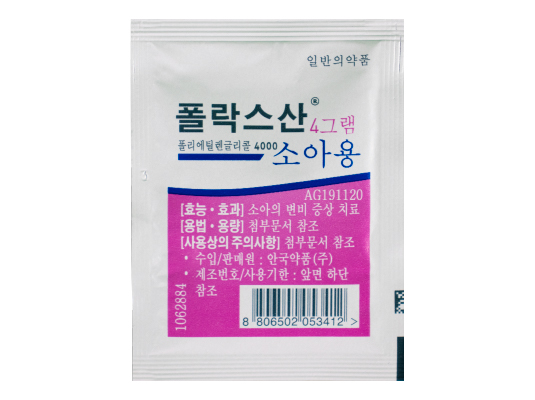 일반의약품
폴락스산® 4그램
폴리에틸렌글리콜 4000 소아용
AG191120
[효능・효과] 소아의 변비 증상 치료
[용법・용량] 첨부문서 참조
[사용상의 주의사항] 첨부문서 참조
・ 수입/판매원 : 안국약품(주)
・ 제조번호/사용기한 : 앞면 하단
참조
1062884
8 806502 053412 >